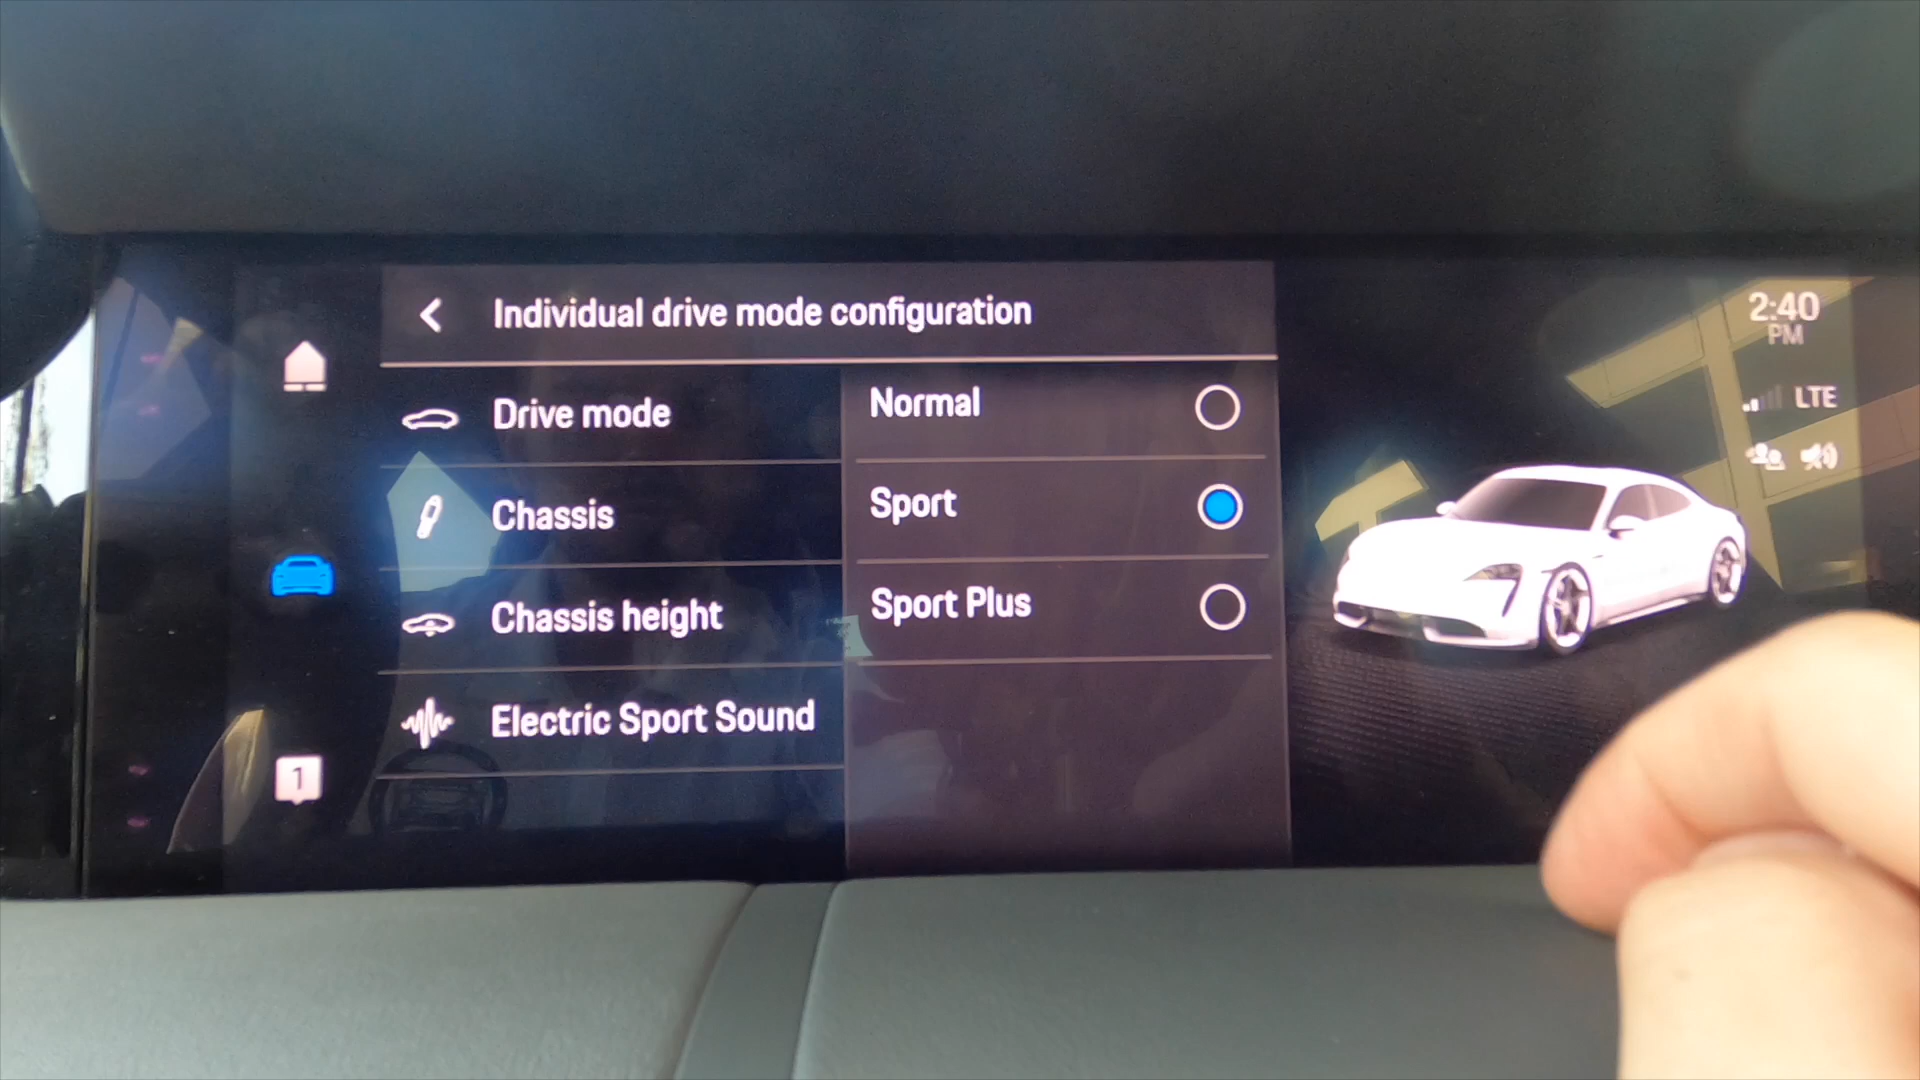 Individual drive mode configuration
Drive mode
Chassis
Chassis height
Electric Sport Sound
Normal
Sport
Sport Plus
2:40
PM
LTE
1